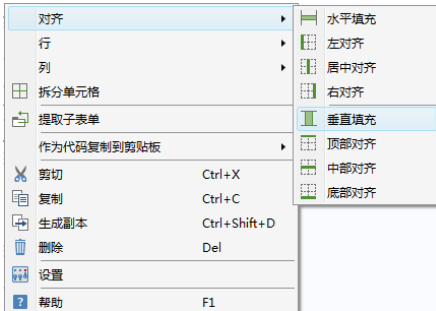 对齐
行
列
拆分单元格
提取子表单
作为代码复制到剪贴板
剪切 Ctrl+X
复制 Ctrl+C
生成副本 Ctrl+Shift+D
删除 Del
设置
帮助 F1
水平填充
左对齐
居中对齐
右对齐
垂直填充
顶部对齐
中部对齐
底部对齐